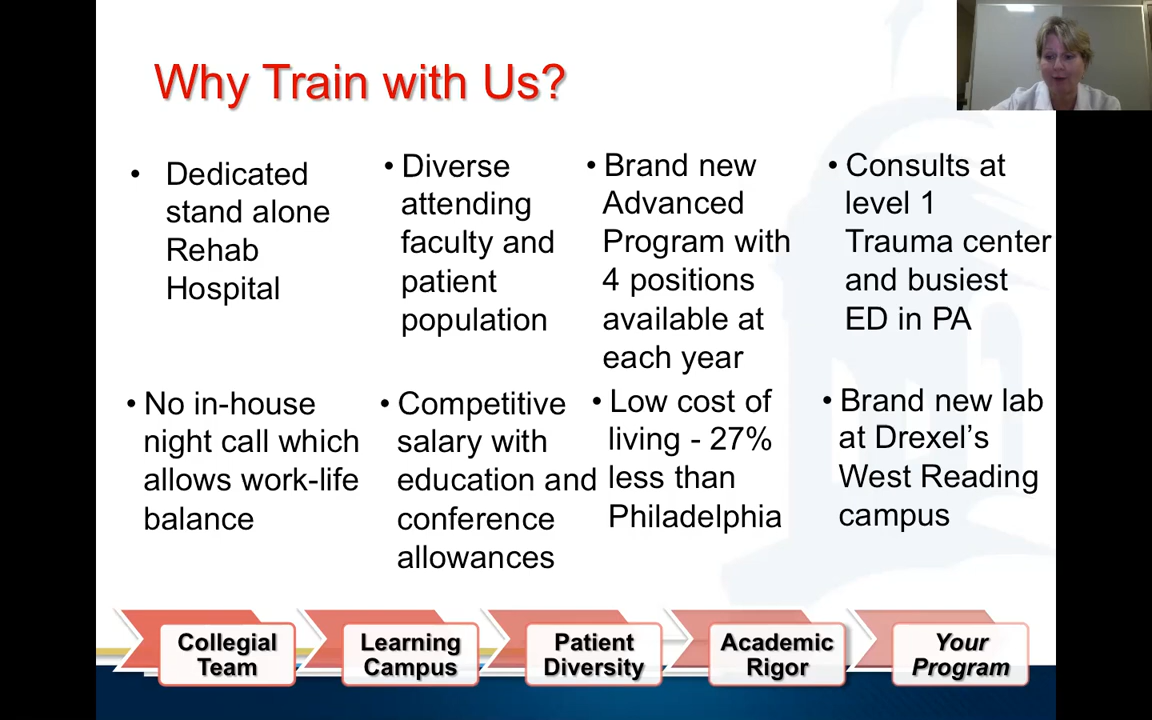 Why Train with Us?
• Dedicated
stand alone
Rehab
Hospital
• Diverse
attending
faculty and
patient
population
• Brand new
Advanced
Program with
4 positions
available at
each year
• Consults at
level 1
Trauma center
and busiest
ED in PA
• No in-house
night call which
allows work-life
balance
• Competitive
salary with
education and
conference
allowances
• Low cost of
living - 27%
less than
Philadelphia
• Brand new lab
at Drexel’s
West Reading
campus
Collegial
Team
Learning
Campus
Patient
Diversity
Academic
Rigor
Your
Program